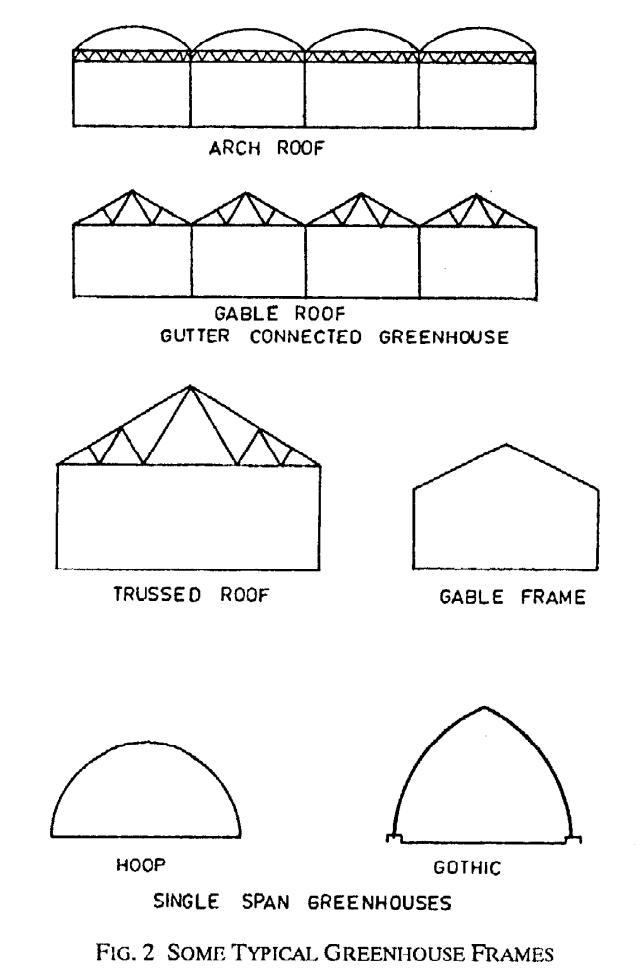 ARCH ROOF
GABLE ROOF
GUTTER CONNECTED GREENHOUSE
TRUSSED ROOF
GABLE FRAME
HOOP
GOTHIC
SINGLE SPAN GREENHOUSES
FIG. 2 SOME TYPICAL GREENHOUSE FRAMES